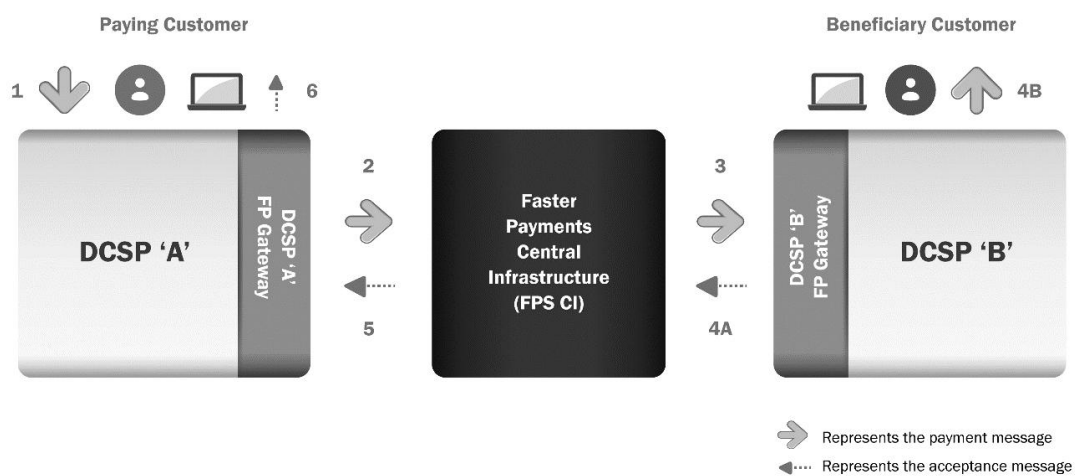 Paying Customer
Beneficiary Customer
1
6
4B
2
3
DCSP ‘A’
DCSP ‘A’
FP Gateway
Faster
Payments
Central
Infrastructure
(FPS CI)
DCSP ‘B’
FP Gateway
DCSP ‘B’
5
4A
Represents the payment message
Represents the acceptance message